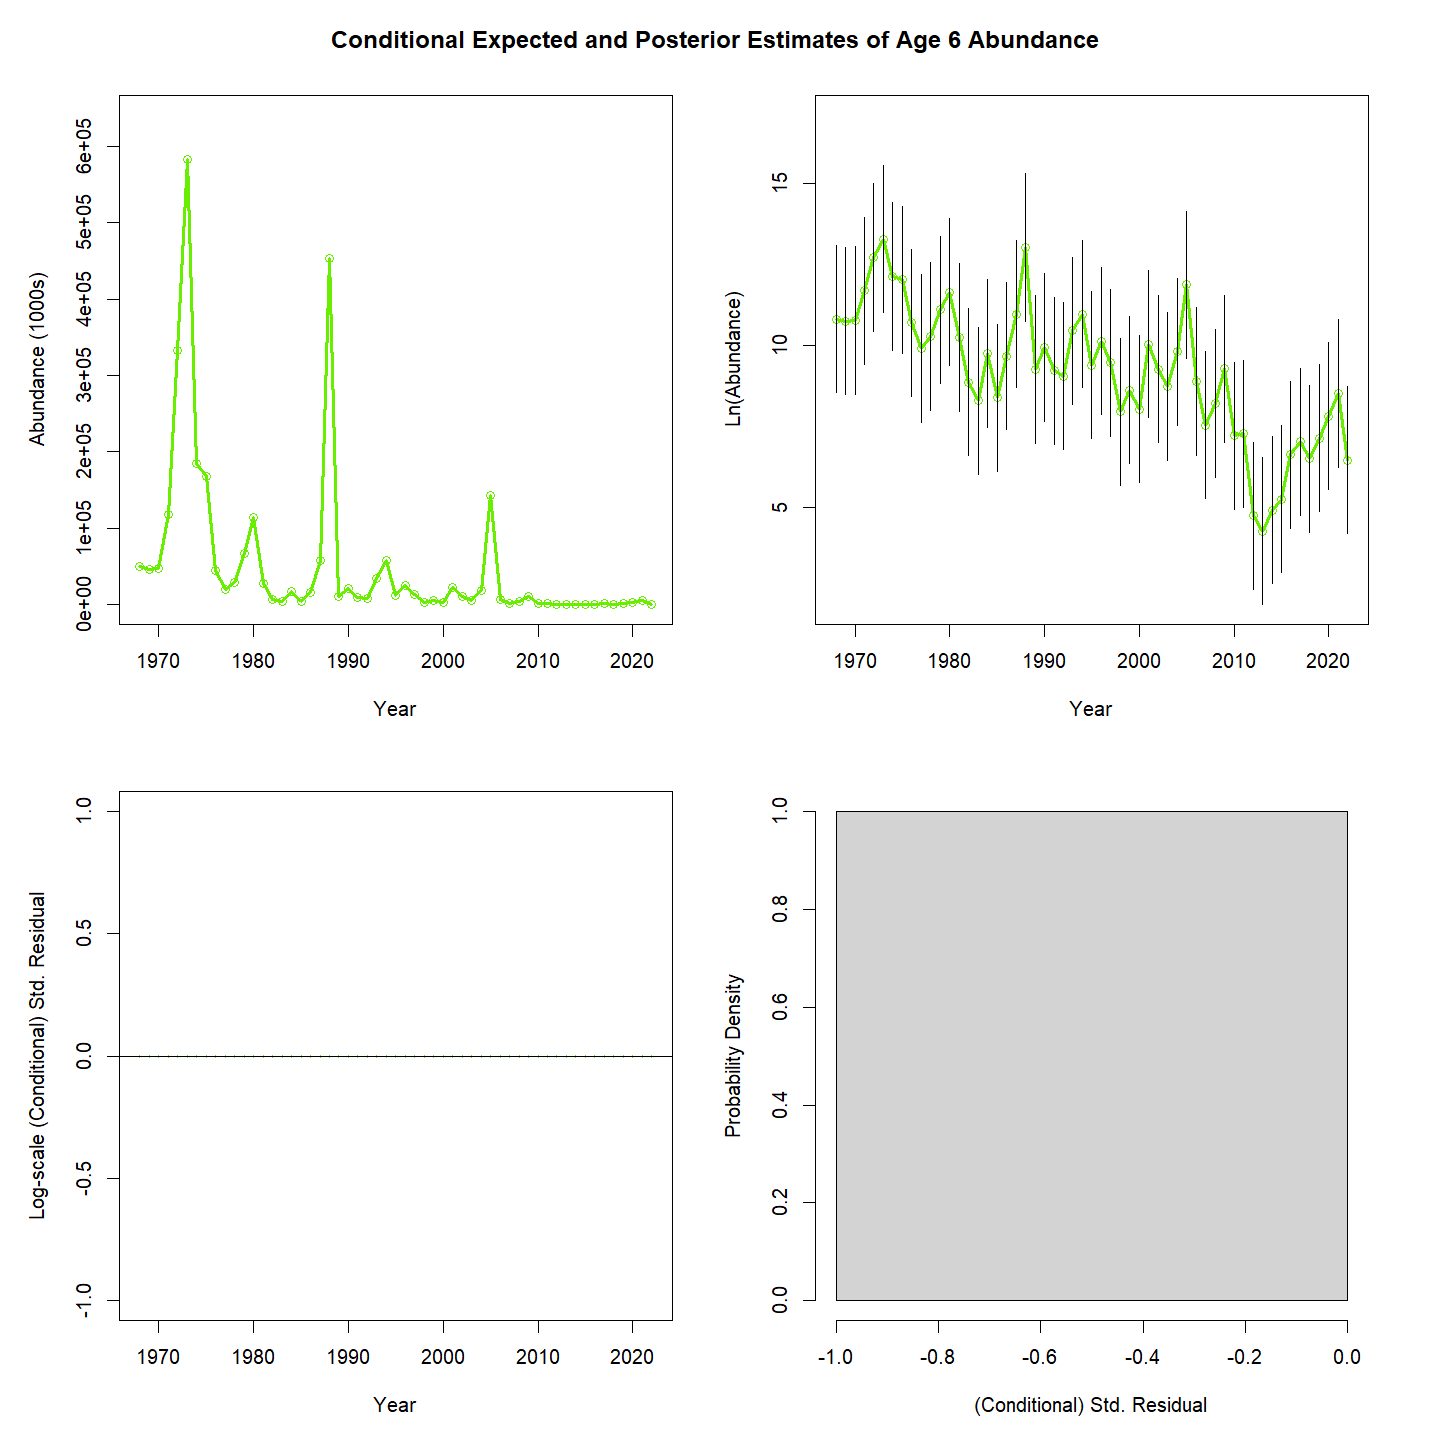 Conditional Expected and Posterior Estimates of Age 6 Abundance
Abundance (1000s)
6e+05
5e+05
4e+05
3e+05
2e+05
1e+05
0e+00
1970 1980 1990 2000 2010 2020
Year
Ln(Abundance)
15
10
5
1970 1980 1990 2000 2010 2020
Year
Log-scale (Conditional) Std. Residual
1.0
0.5
0.0
-0.5
-1.0
1970 1980 1990 2000 2010 2020
Year
Probability Density
1.0
0.8
0.6
0.4
0.2
0.0
-1.0 -0.8 -0.6 -0.4 -0.2 0.0
(Conditional) Std. Residual